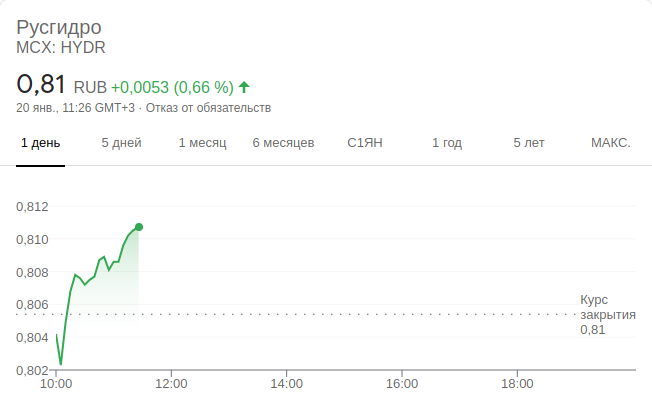 Русгидро
MCX: HYDR
0,81 RUB +0,0053 (0,66 %)
20 янв., 11:26 GMT+3 · Отказ от обязательств
1 день 5 дней 1 месяц 6 месяцев С1ЯН 1 год 5 лет МАКС.
0,812
0,810
0,808
0,806
0,804
0,802
Курс
закрытия
0,81
10:00 12:00 14:00 16:00 18:00